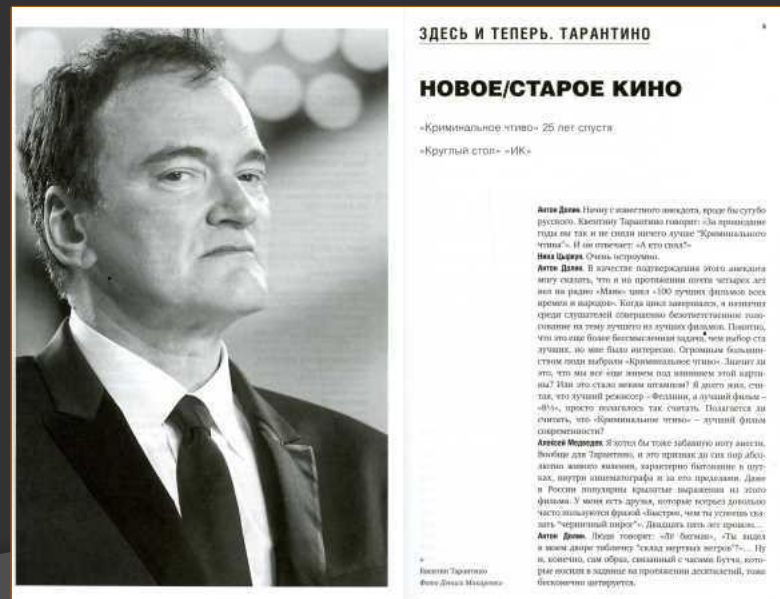 ЗДЕСЬ И ТЕПЕРЬ. ТАРАНТИНО
НОВОЕ/СТАРОЕ КИНО
«Криминальное чтиво» 25 лет спустя
«Круглый стол» «ИК»
Антон Долин. Начну с известного анекдота, вроде бы сугубо
русского. Квентину Тарантино говорят: «За прошедшие
годы вы так и не сняли ничего лучше "Криминального
чтива"». И он отвечает: «А кто снял?»
Нина Цыркун. Очень остроумно.
Антон Долин. В качестве подтверждения этого анекдота
могу сказать, что я на протяжении почти четырех лет
вел на радио «Маяк» цикл «100 лучших фильмов всех
времен и народов». Когда цикл завершился, я назначил
среди слушателей совершенно безответственное голо-
сование на тему лучшего из лучших фильмов. Понятно,
что это еще более бессмысленная задача, чем выбор ста
лучших, но мне было интересно. Огромным большин-
ством люди выбрали «Криминальное чтиво». Значит ли
это, что мы все еще живем под влиянием этой карти-
ны? Или это стало неким штампом? Я долго жил, счи-
тая, что лучший режиссер – Феллини, а лучший фильм –
«8½», просто полагалось так считать. Полагается ли
считать, что «Криминальное чтиво» – лучший фильм
современности?
Алексей Медведев. Я хотел бы тоже забавную ноту внести.
Вообще для Тарантино, и это признак до сих пор абсо-
лютно живого явления, характерно бытование в шут-
ках, внутри кинематографа и за его пределами. Даже
в России популярны крылатые выражения из этого
фильма. У меня есть друзья, которые всерьез довольно
часто пользуются фразой «Быстрее, чем ты успеешь ска-
зать "черничный пирог"». Двадцать пять лет прошло...
Антон Долин. Люди говорят: «Лё бигмак», «Ты видел
в моем дворе табличку "склад мертвых негров"?»... Ну
и, конечно, сам образ, связанный с часами Бутча, кото-
рые носили в заднице на протяжении десятилетий, тоже
бесконечно цитируется.
Квентин Тарантино
Фото Дениса Макаренко